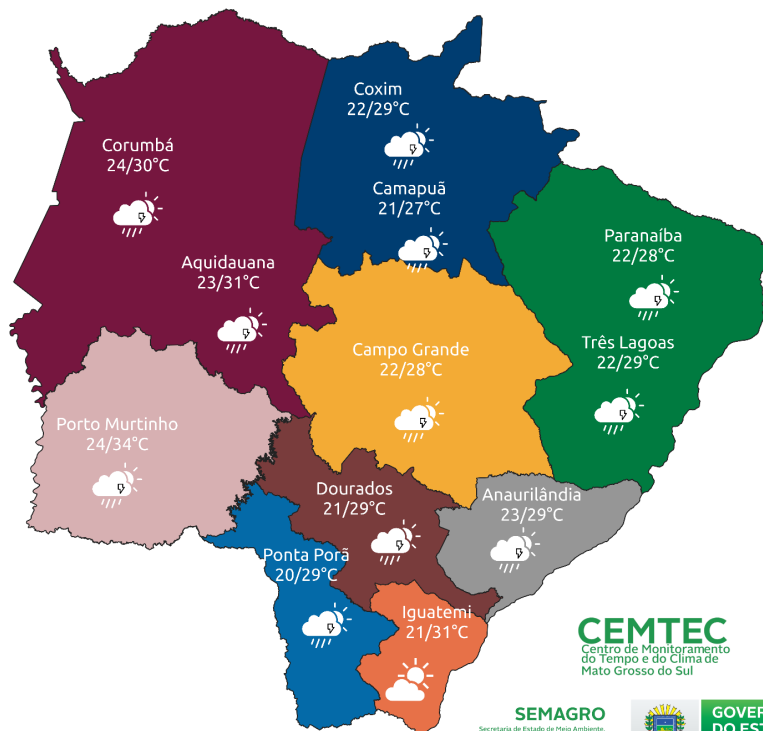 Coxim
22/29°C
Corumbá
24/30°C
Camapuã
21/27°C
Paranaíba
22/28°C
Aquidauana
23/31°C
Três Lagoas
22/29°C
Campo Grande
22/28°C
Porto Murtinho
24/34°C
Dourados
21/29°C
Anaurilândia
23/29°C
Ponta Porã
20/29°C
Iguatemi
21/31°C
CEMTEC
Centro de Monitoramento
do Tempo e do Clima de
Mato Grosso do Sul
SEMAGRO
Secretaria de Estado de Meio Ambiente,
GOVER
DO EST